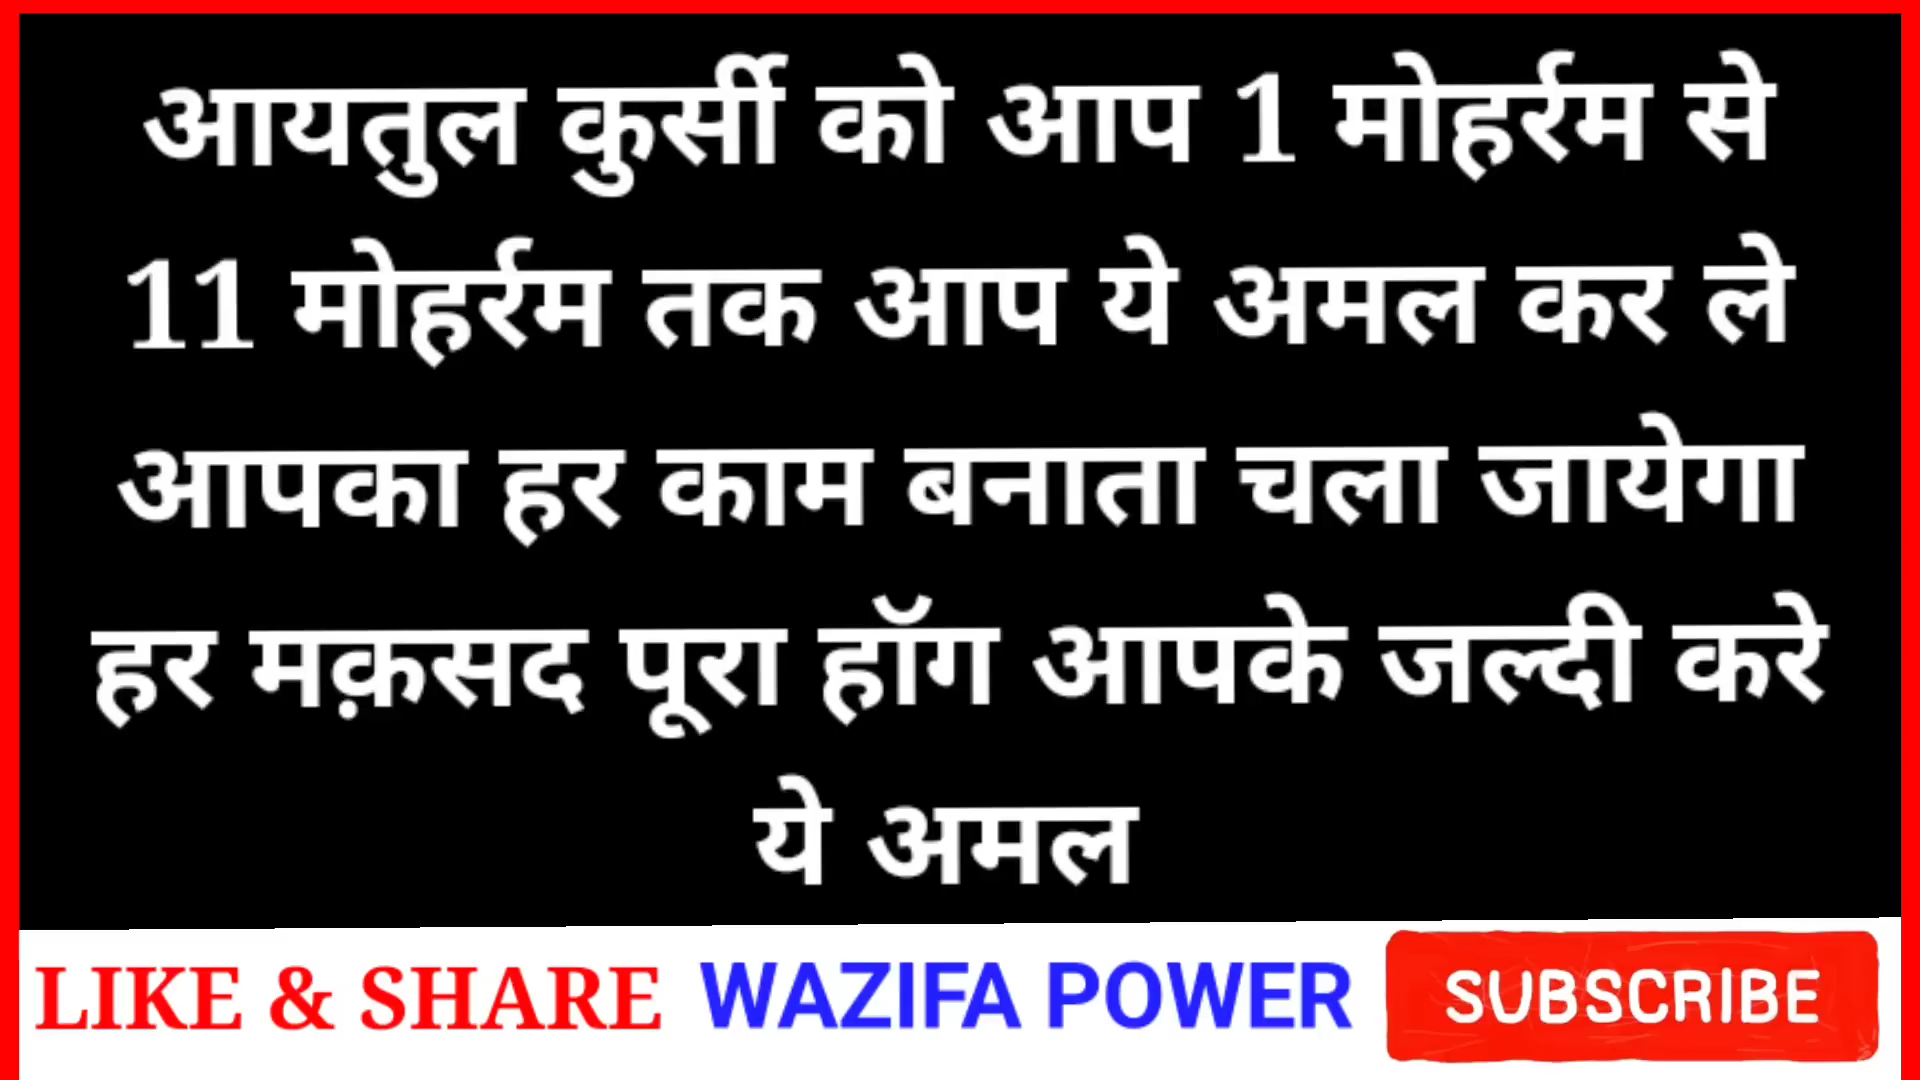 आयतुल कुर्सी को आप 1 मोहर्रम से
11 मोहर्रम तक आप ये अमल कर ले
आपका हर काम बनाता चला जायेगा
हर मक़सद पूरा हॉग आपके जल्दी करे
ये अमल
LIKE & SHARE WAZIFA POWER SUBSCRIBE